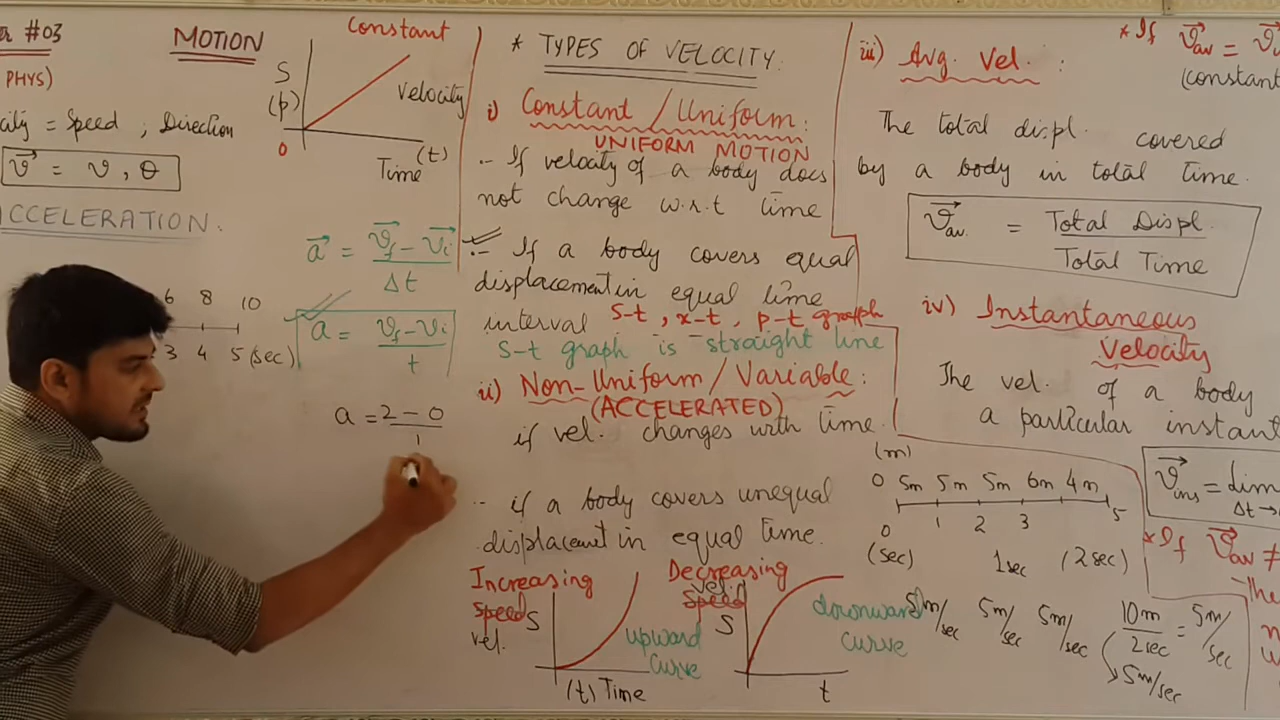 #03
MOTION
PHYS)
= Speed ; Direction
v⃗ = v , θ
CCELERATION.
Constant
S
(p)
velocity
0
Time (t)
a⃗ = v⃗f − v⃗i
Δt
a = vf − vi
t
6 8 10
3 4 5 (sec)
a = 2 − 0
1
* TYPES OF VELOCITY.
i) Constant / Uniform :
UNIFORM MOTION
.- If velocity of a body does
not change w.r.t time
.- If a body covers equal
displacement in equal time
interval S-t , x-t , p-t graph
S-t graph is straight line
ii) Non-Uniform / Variable :
(ACCELERATED)
if vel. changes with time.
.- if a body covers unequal
displacement in equal time.
Increasing
Speed
vel.
S
upward
curve
(t) Time
Decreasing
vel.
Speed
S
downward
curve
t
iii) Avg. Vel. :
The total displ. covered
by a body in total time.
v⃗av. = Total Displ.
Total Time
* If v⃗av = v⃗
(constant
iv) Instantaneous
Velocity
The vel. of a body
a particular instant
v⃗ins = lim
Δt →
(m)
0 5m 5m 5m 6m 4m
0 1 2 3 5
(sec) 1sec (2sec)
5m/sec 5m/sec 5m/sec 10m/2sec = 5m/sec
5m/sec
* If v⃗av ≠
The